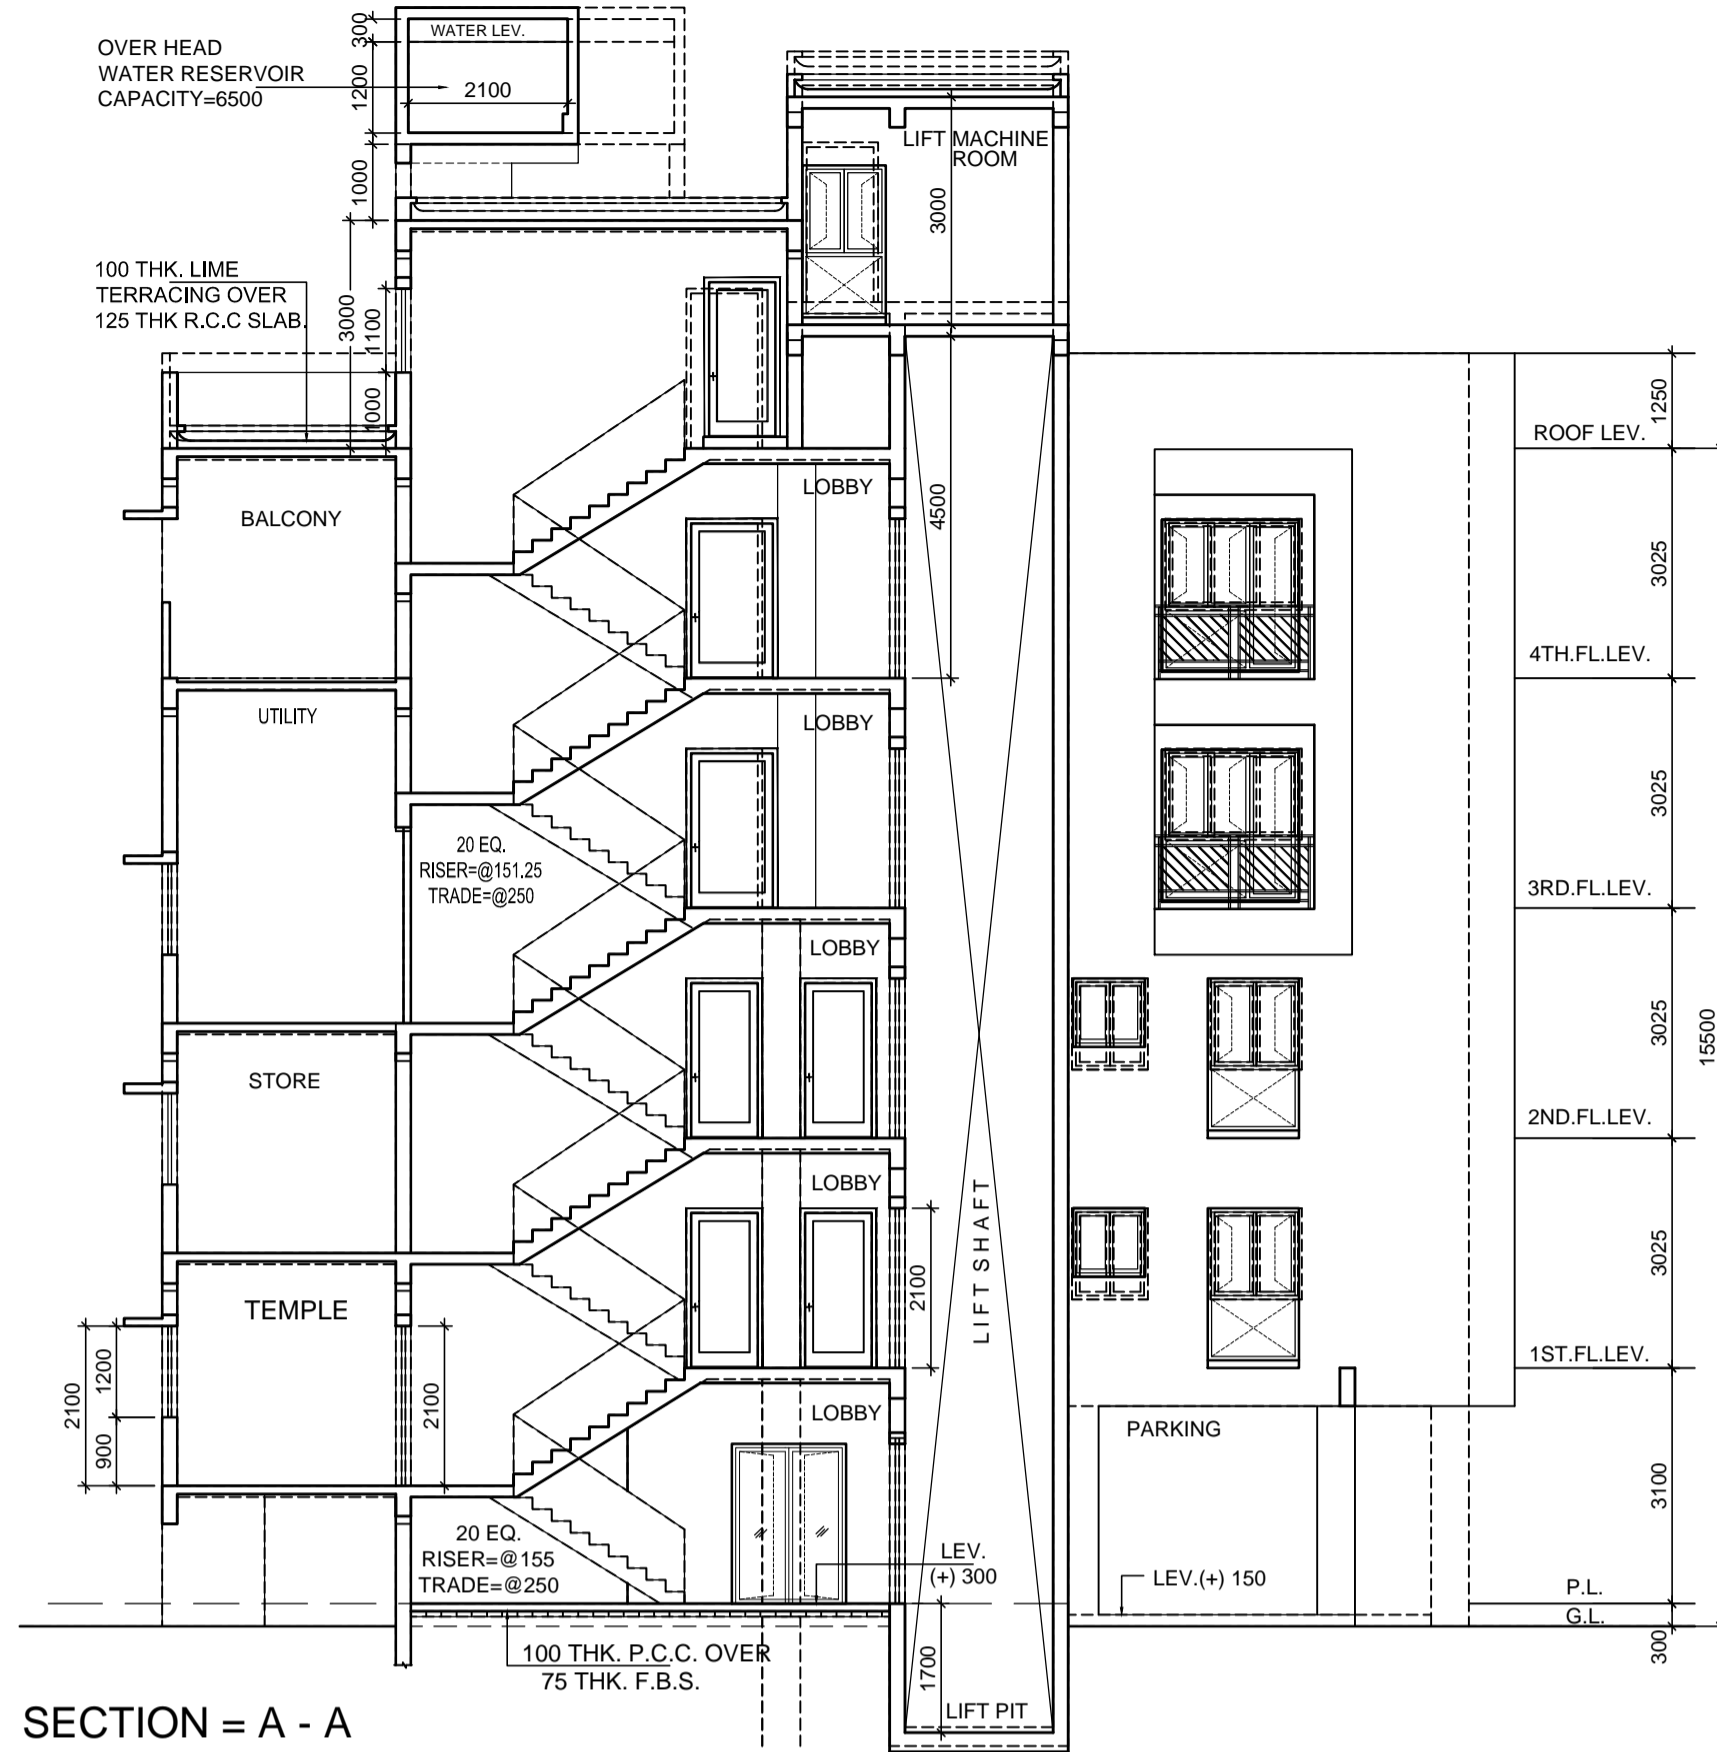 OVER HEAD
WATER RESERVOIR
CAPACITY=6500
300
1200
1000
WATER LEV.
2100
LIFT MACHINE
ROOM
3000
100 THK. LIME
TERRACING OVER
125 THK R.C.C SLAB.
3000
1100
1000
1250
ROOF LEV.
BALCONY
LOBBY
4500
3025
4TH.FL.LEV.
UTILITY
LOBBY
3025
3RD.FL.LEV.
20 EQ.
RISER=@151.25
TRADE=@250
LOBBY
3025
15500
STORE
2ND.FL.LEV.
LOBBY
LIFT SHAFT
2100
3025
TEMPLE
1ST.FL.LEV.
2100
1200
900
2100
LOBBY
PARKING
3100
20 EQ.
RISER=@155
TRADE=@250
LEV.
(+) 300
LEV.(+) 150
P.L.
G.L.
300
100 THK. P.C.C. OVER
75 THK. F.B.S.
1700
LIFT PIT
SECTION = A - A